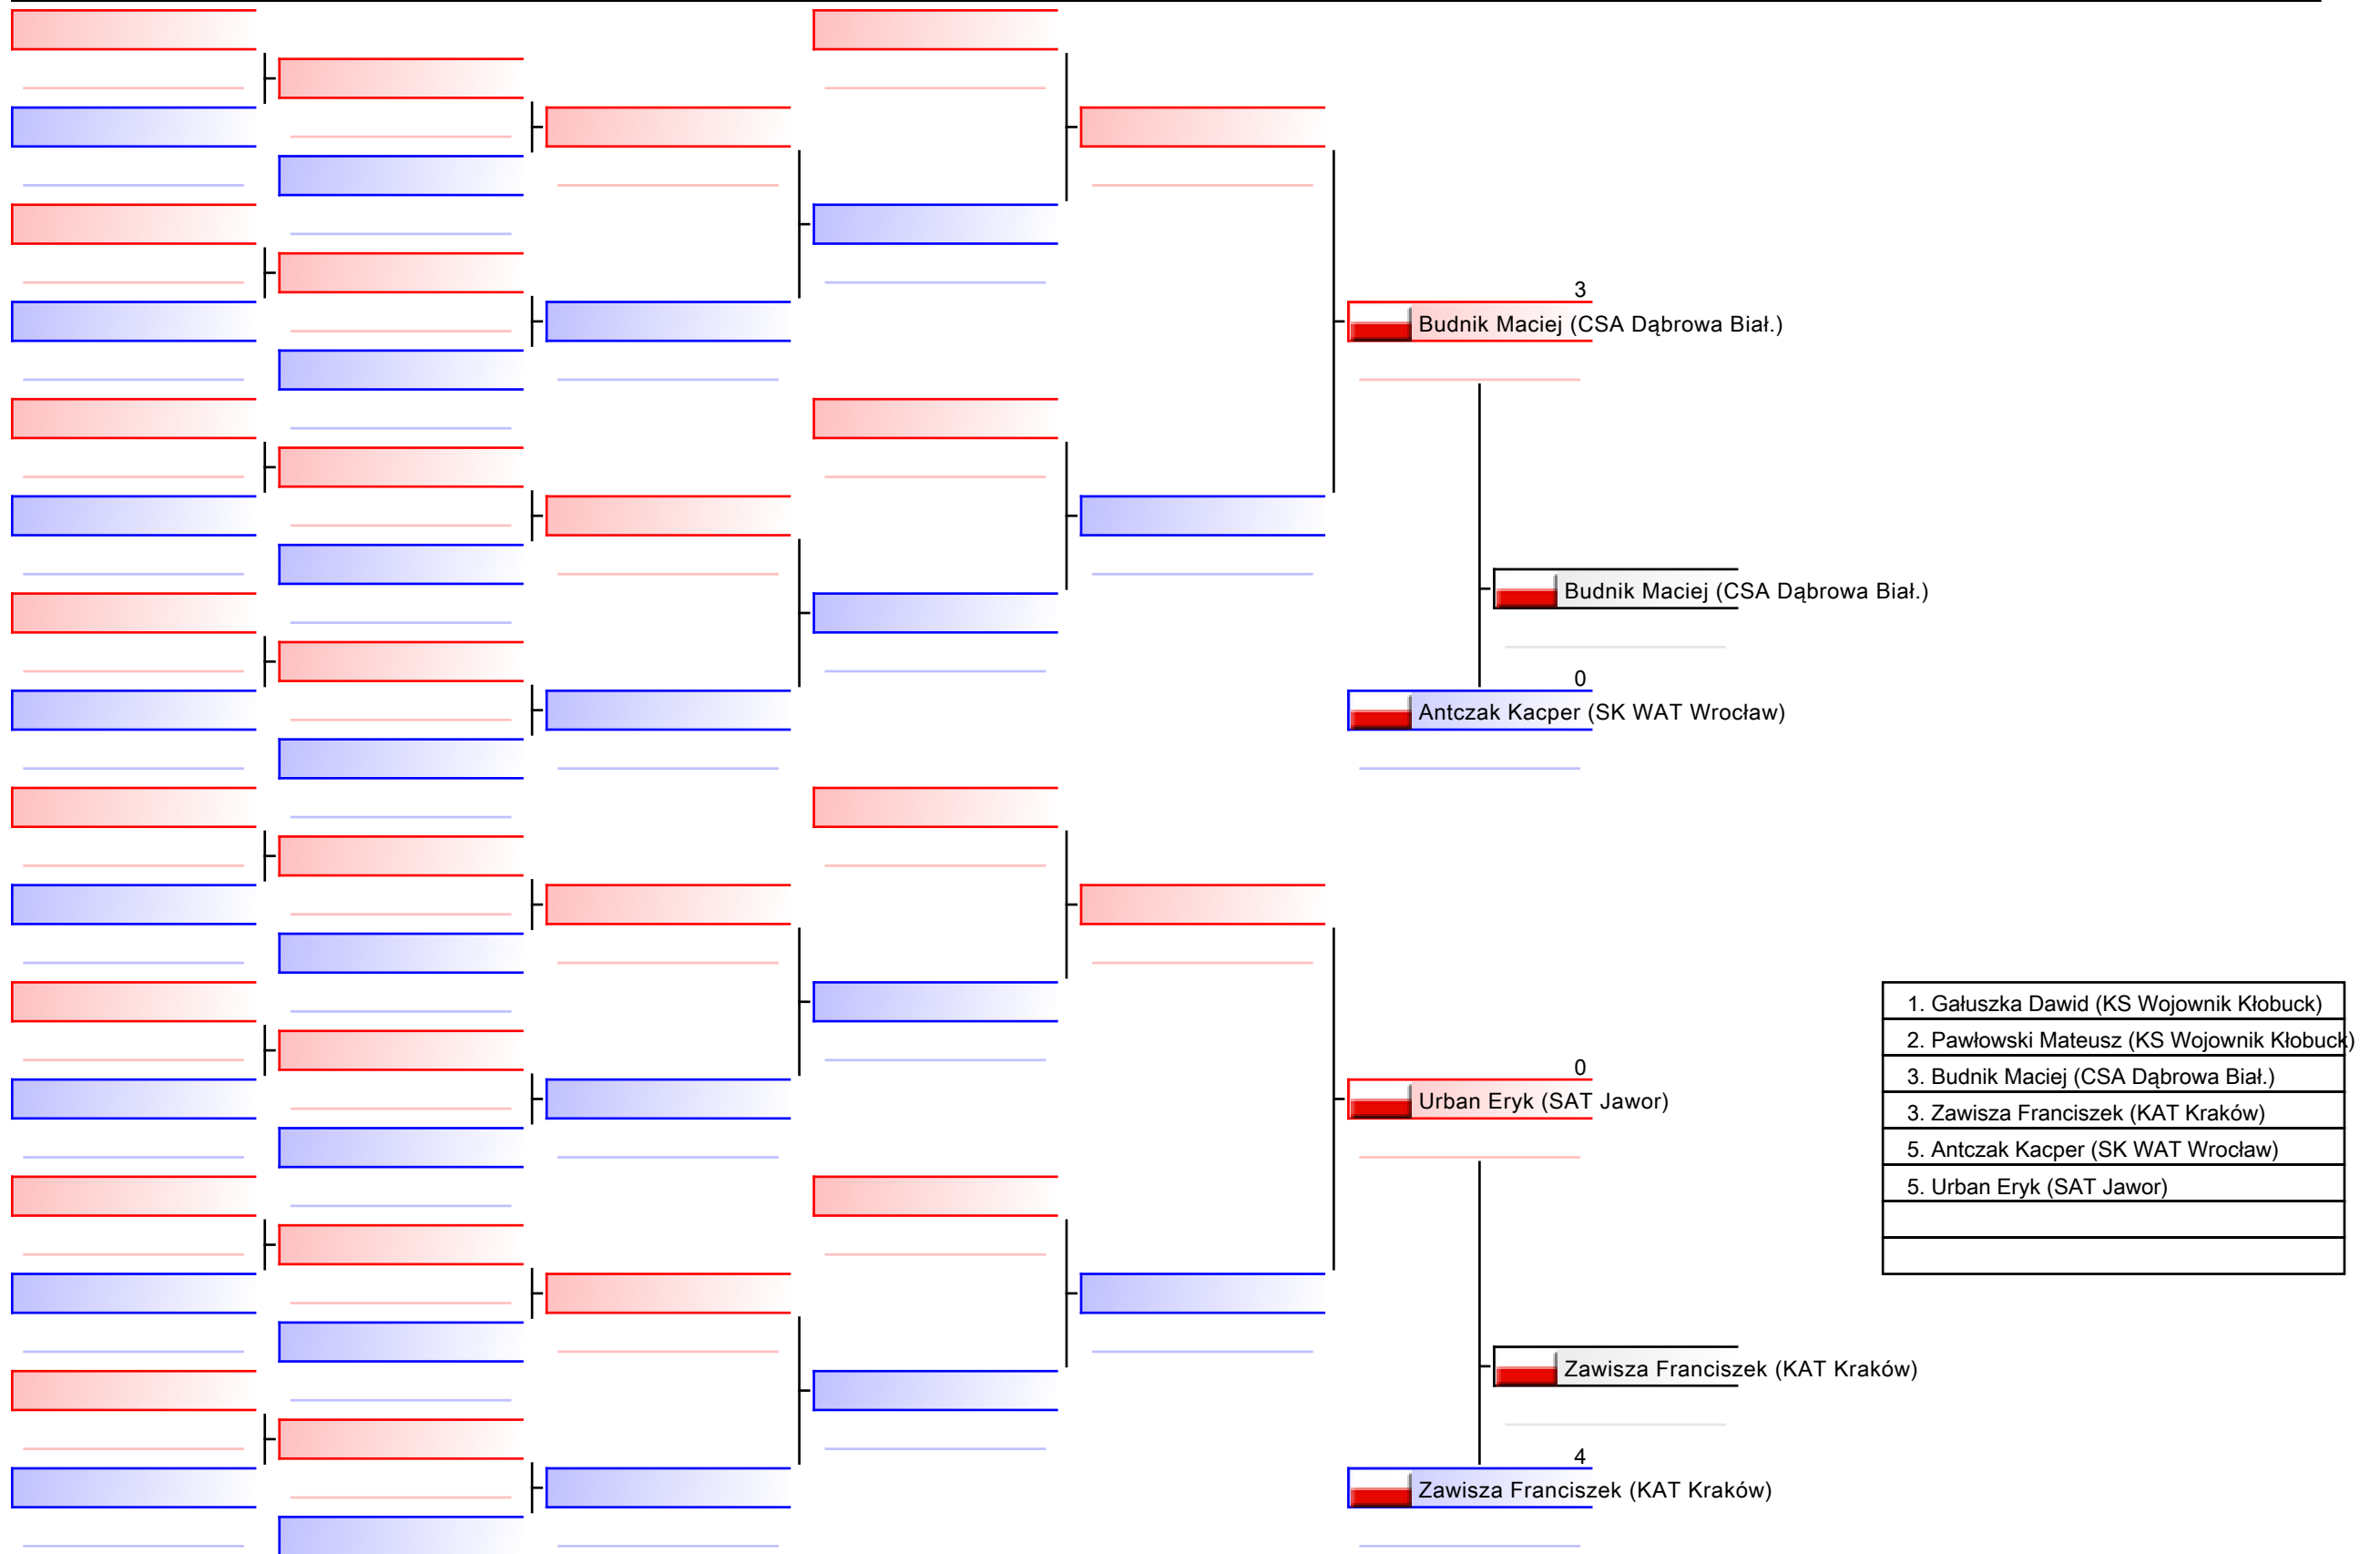 3
Budnik Maciej (CSA Dąbrowa Biał.)
Budnik Maciej (CSA Dąbrowa Biał.)
0
Antczak Kacper (SK WAT Wrocław)
0
Urban Eryk (SAT Jawor)
Zawisza Franciszek (KAT Kraków)
4
Zawisza Franciszek (KAT Kraków)
1. Gałuszka Dawid (KS Wojownik Kłobuck)
2. Pawłowski Mateusz (KS Wojownik Kłobuck)
3. Budnik Maciej (CSA Dąbrowa Biał.)
3. Zawisza Franciszek (KAT Kraków)
5. Antczak Kacper (SK WAT Wrocław)
5. Urban Eryk (SAT Jawor)